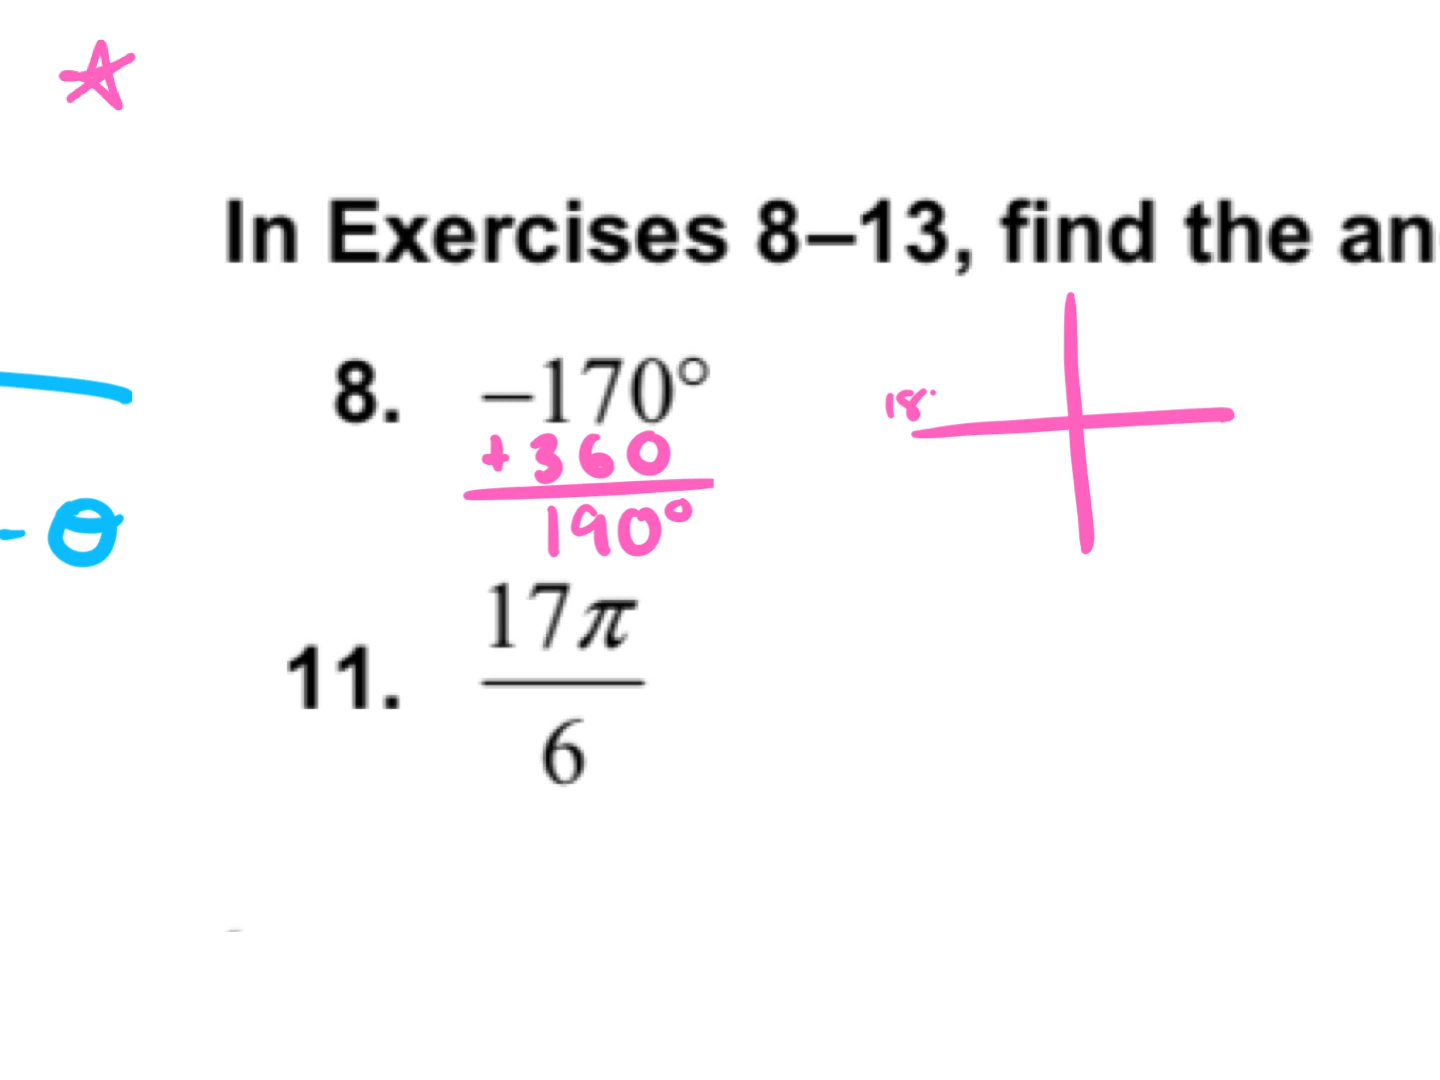 In Exercises 8–13, find the an
8. –170°
+360
190°
18
11. 17π
6
-θ